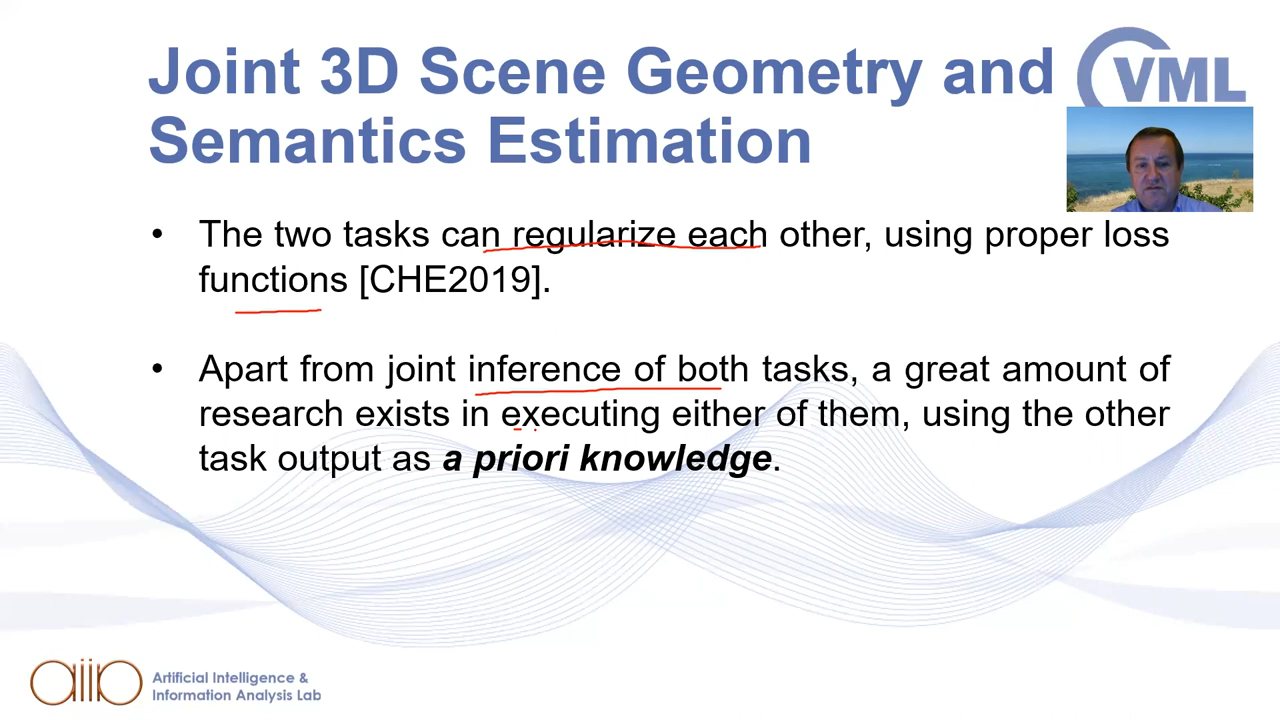 Joint 3D Scene Geometry and
Semantics Estimation
VML
• The two tasks can regularize each other, using proper loss
functions [CHE2019].
• Apart from joint inference of both tasks, a great amount of
research exists in executing either of them, using the other
task output as a priori knowledge.
aiia
Artificial Intelligence &
Information Analysis Lab